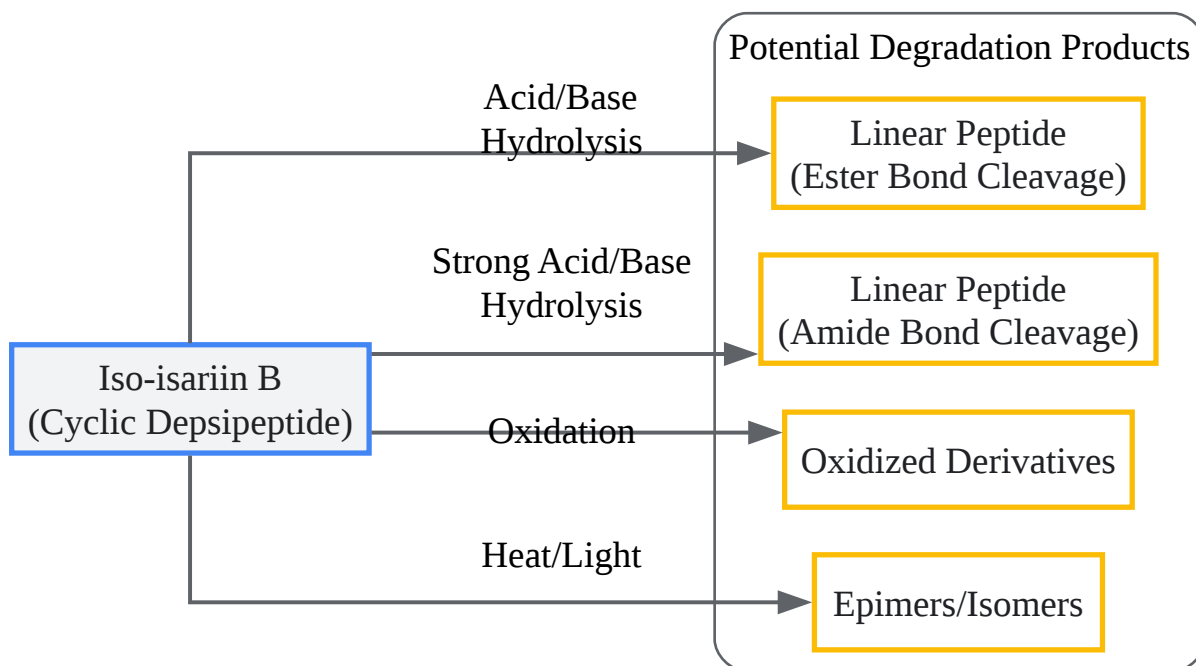 Potential Degradation Products
Acid/Base
Hydrolysis
Linear Peptide
(Ester Bond Cleavage)
Strong Acid/Base
Hydrolysis
Linear Peptide
(Amide Bond Cleavage)
Iso-isariin B
(Cyclic Depsipeptide)
Oxidation
Oxidized Derivatives
Heat/Light
Epimers/Isomers